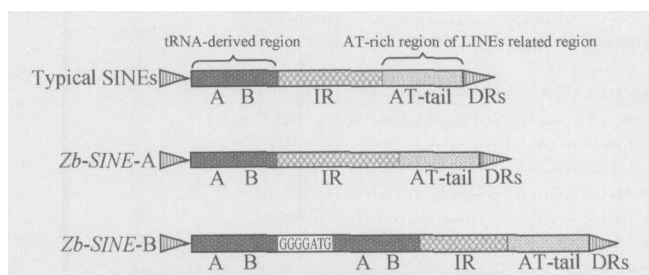 tRNA-derived region AT-rich region of LINEs related region
Typical SINEs
A B IR AT-tail DRs
Zb-SINE-A
A B IR AT-tail DRs
Zb-SINE-B GGGGATG
A B A B IR AT-tail DRs